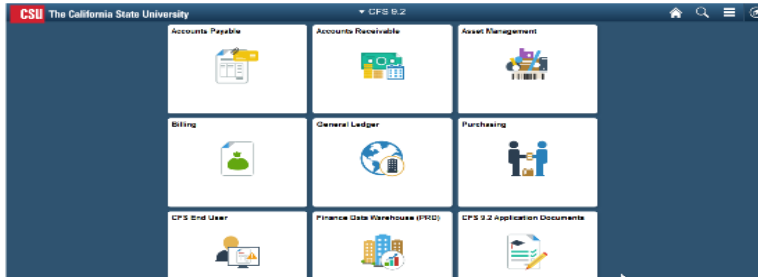 CSU The California State University
CFS 9.2
Accounts Payable
Accounts Receivable
Asset Management
Billing
General Ledger
Purchasing
CFS End User
Finance Data Warehouse (PRD)
CFS 9.2 Application Documents